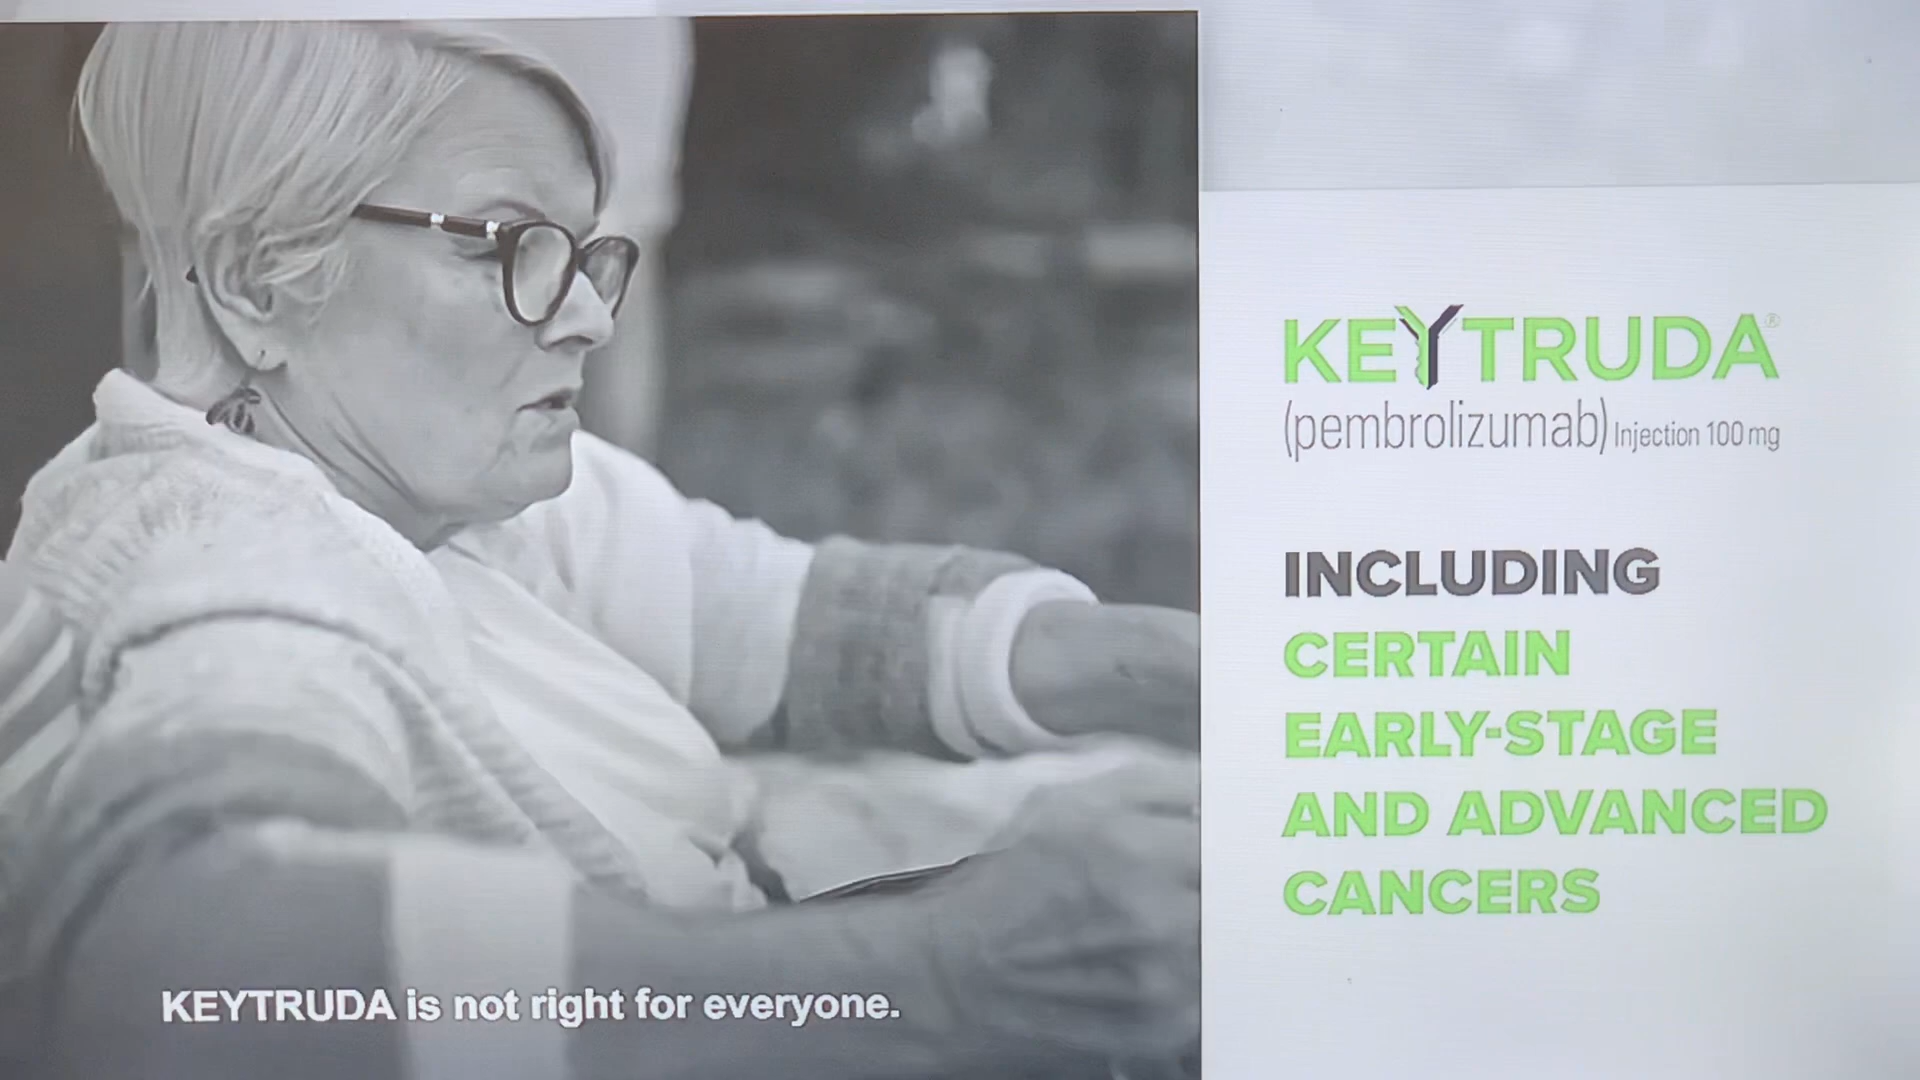 KEYTRUDA®
(pembrolizumab) Injection 100 mg
INCLUDING
CERTAIN
EARLY-STAGE
AND ADVANCED
CANCERS
KEYTRUDA is not right for everyone.